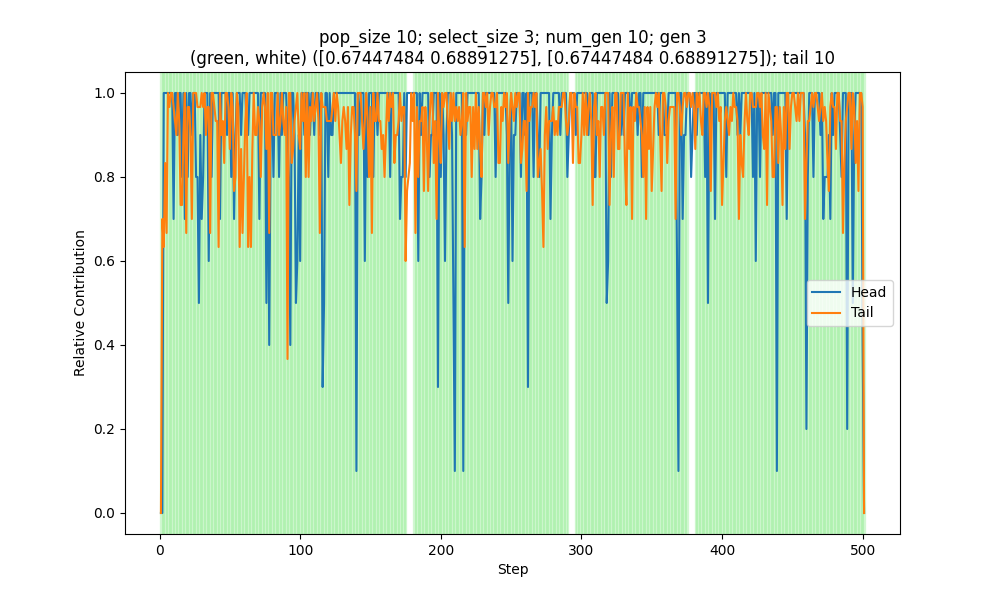 pop_size 10; select_size 3; num_gen 10; gen 3
(green, white) ([0.67447484 0.68891275], [0.67447484 0.68891275]); tail 10
1.0
0.8
0.6
0.4
0.2
0.0
Relative Contribution
Head
Tail
0
100
200
300
400
500
Step